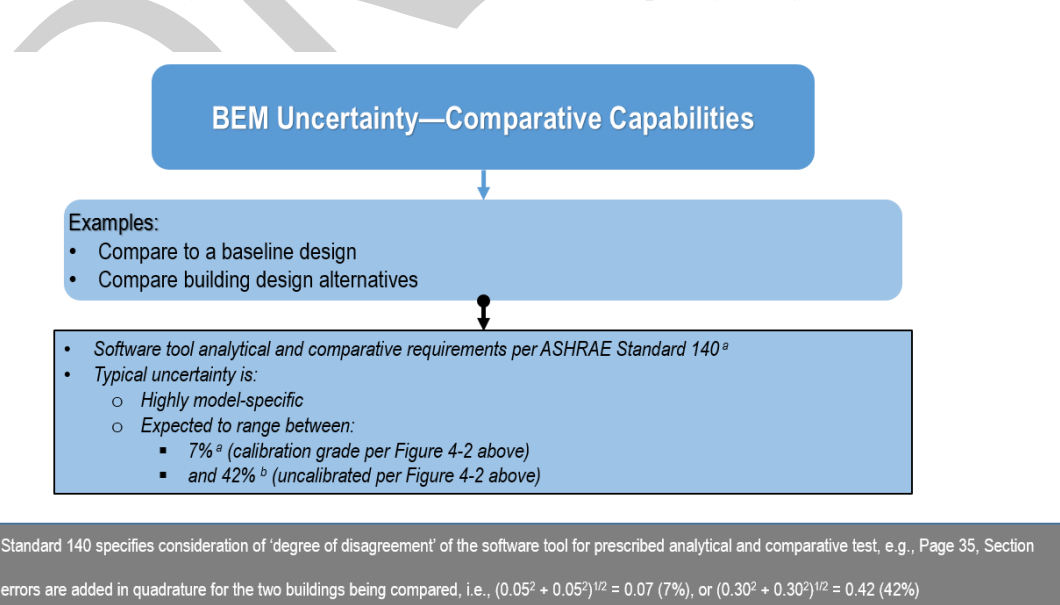 BEM Uncertainty—Comparative Capabilities
Examples:
• Compare to a baseline design
• Compare building design alternatives
• Software tool analytical and comparative requirements per ASHRAE Standard 140 a
• Typical uncertainty is:
o Highly model-specific
o Expected to range between:
▪ 7% a (calibration grade per Figure 4-2 above)
▪ and 42% b (uncalibrated per Figure 4-2 above)
Standard 140 specifies consideration of ‘degree of disagreement’ of the software tool for prescribed analytical and comparative test, e.g., Page 35, Section
errors are added in quadrature for the two buildings being compared, i.e., (0.05² + 0.05²)¹/² = 0.07 (7%), or (0.30² + 0.30²)¹/² = 0.42 (42%)